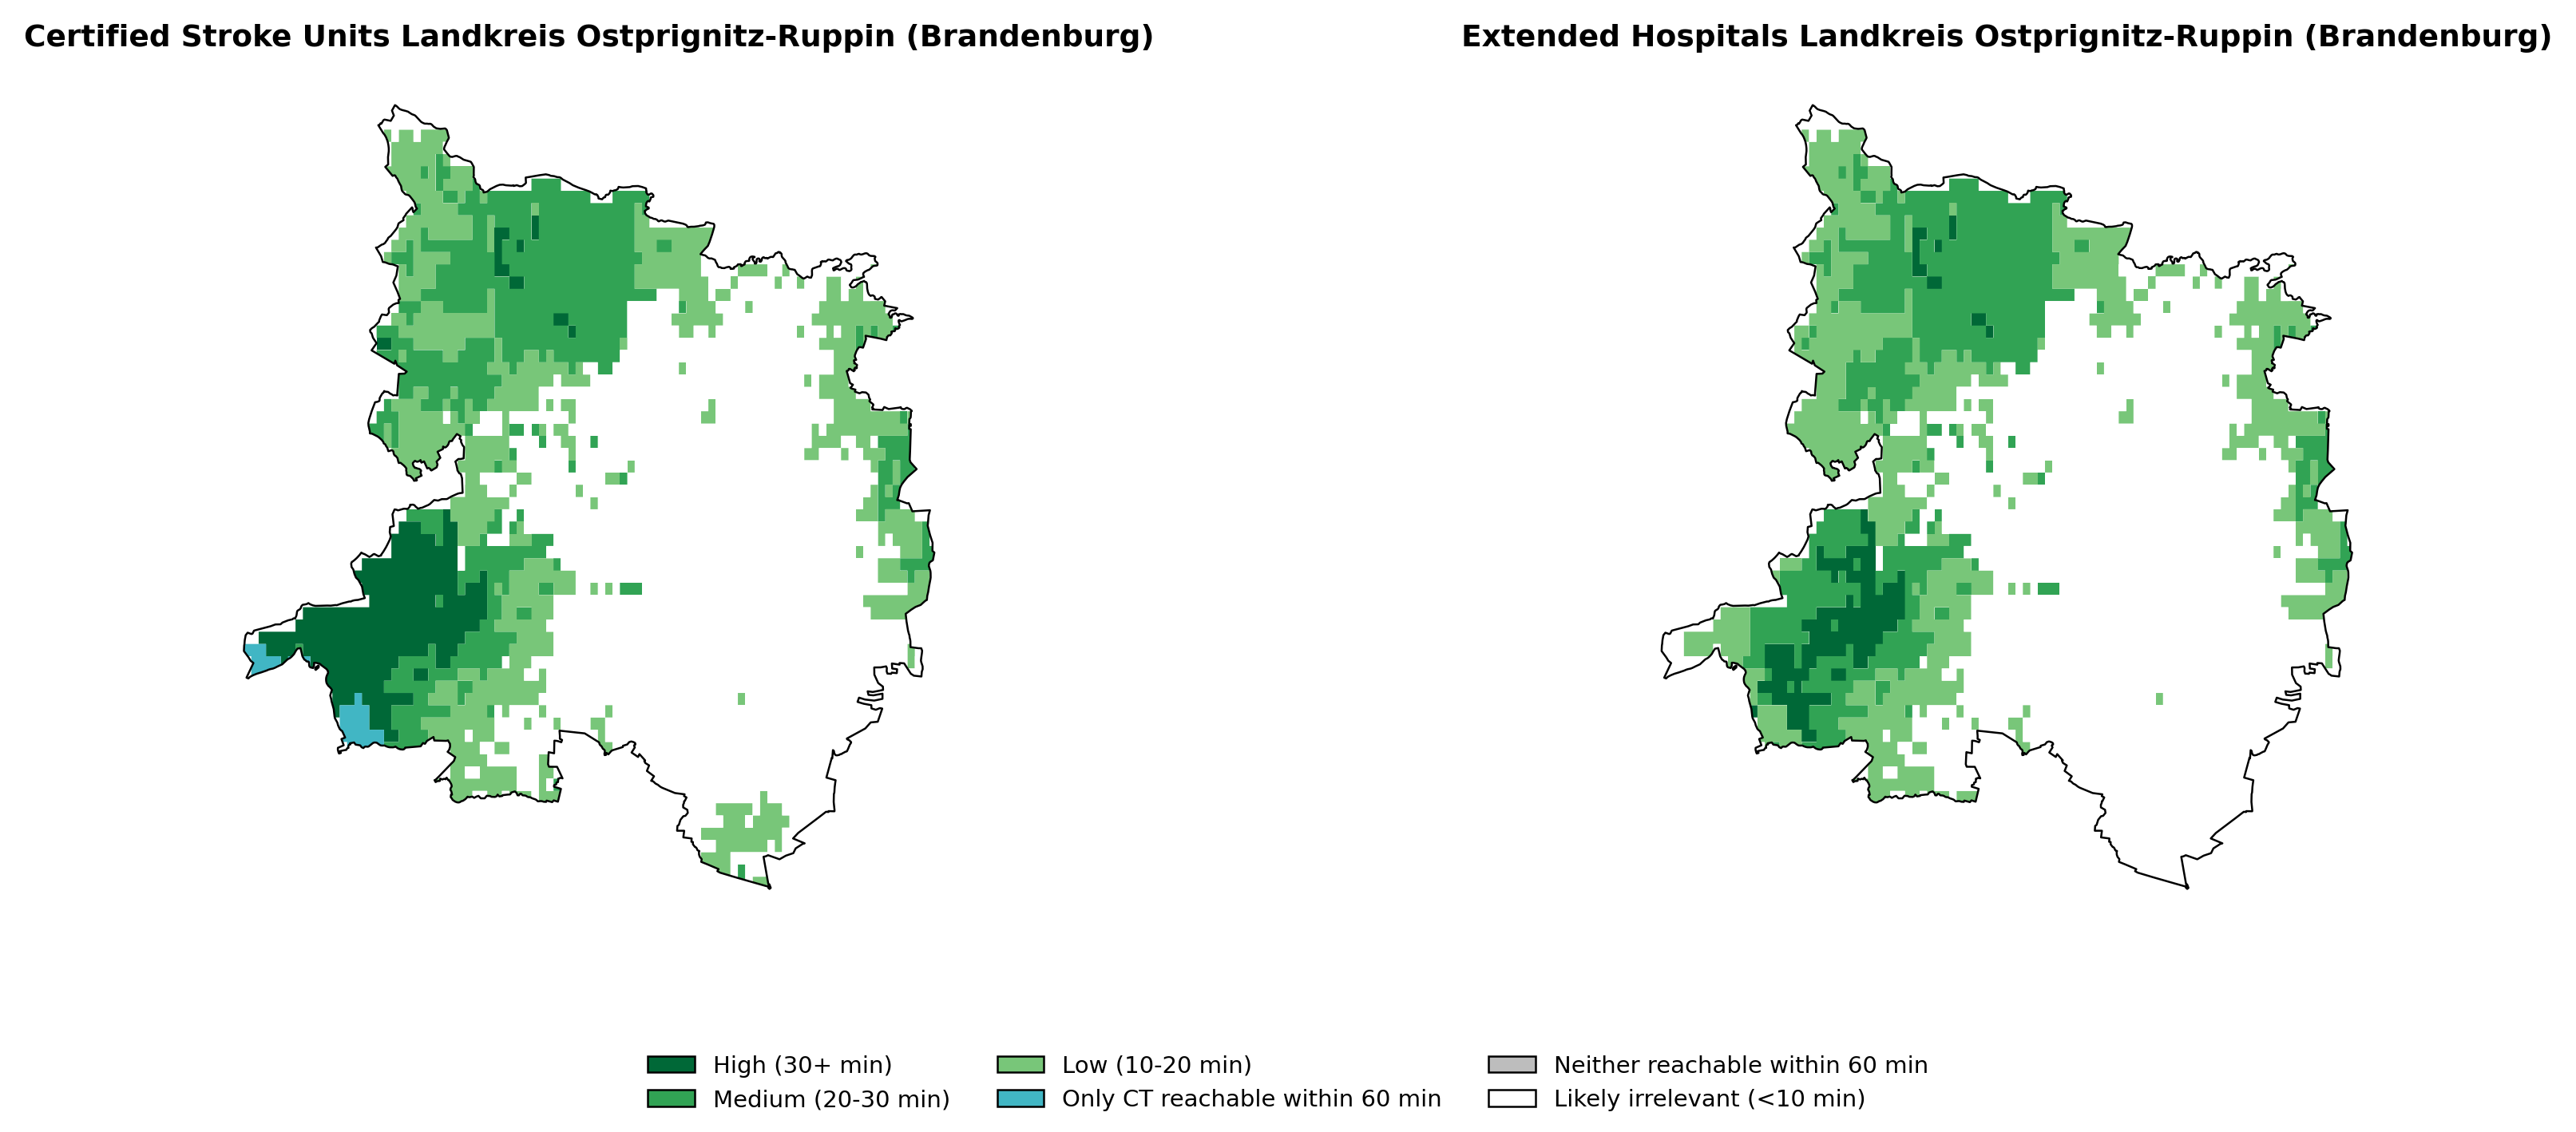 Certified Stroke Units Landkreis Ostprignitz-Ruppin (Brandenburg)
Extended Hospitals Landkreis Ostprignitz-Ruppin (Brandenburg)
High (30+ min)
Medium (20-30 min)
Low (10-20 min)
Only CT reachable within 60 min
Neither reachable within 60 min
Likely irrelevant (<10 min)